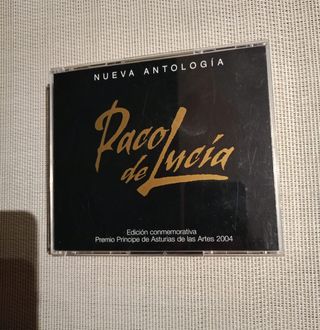 NUEVA ANTOLOGÍA
Paco
de Lucía
Edición conmemorativa
Premio Príncipe de Asturias de las Artes 2004